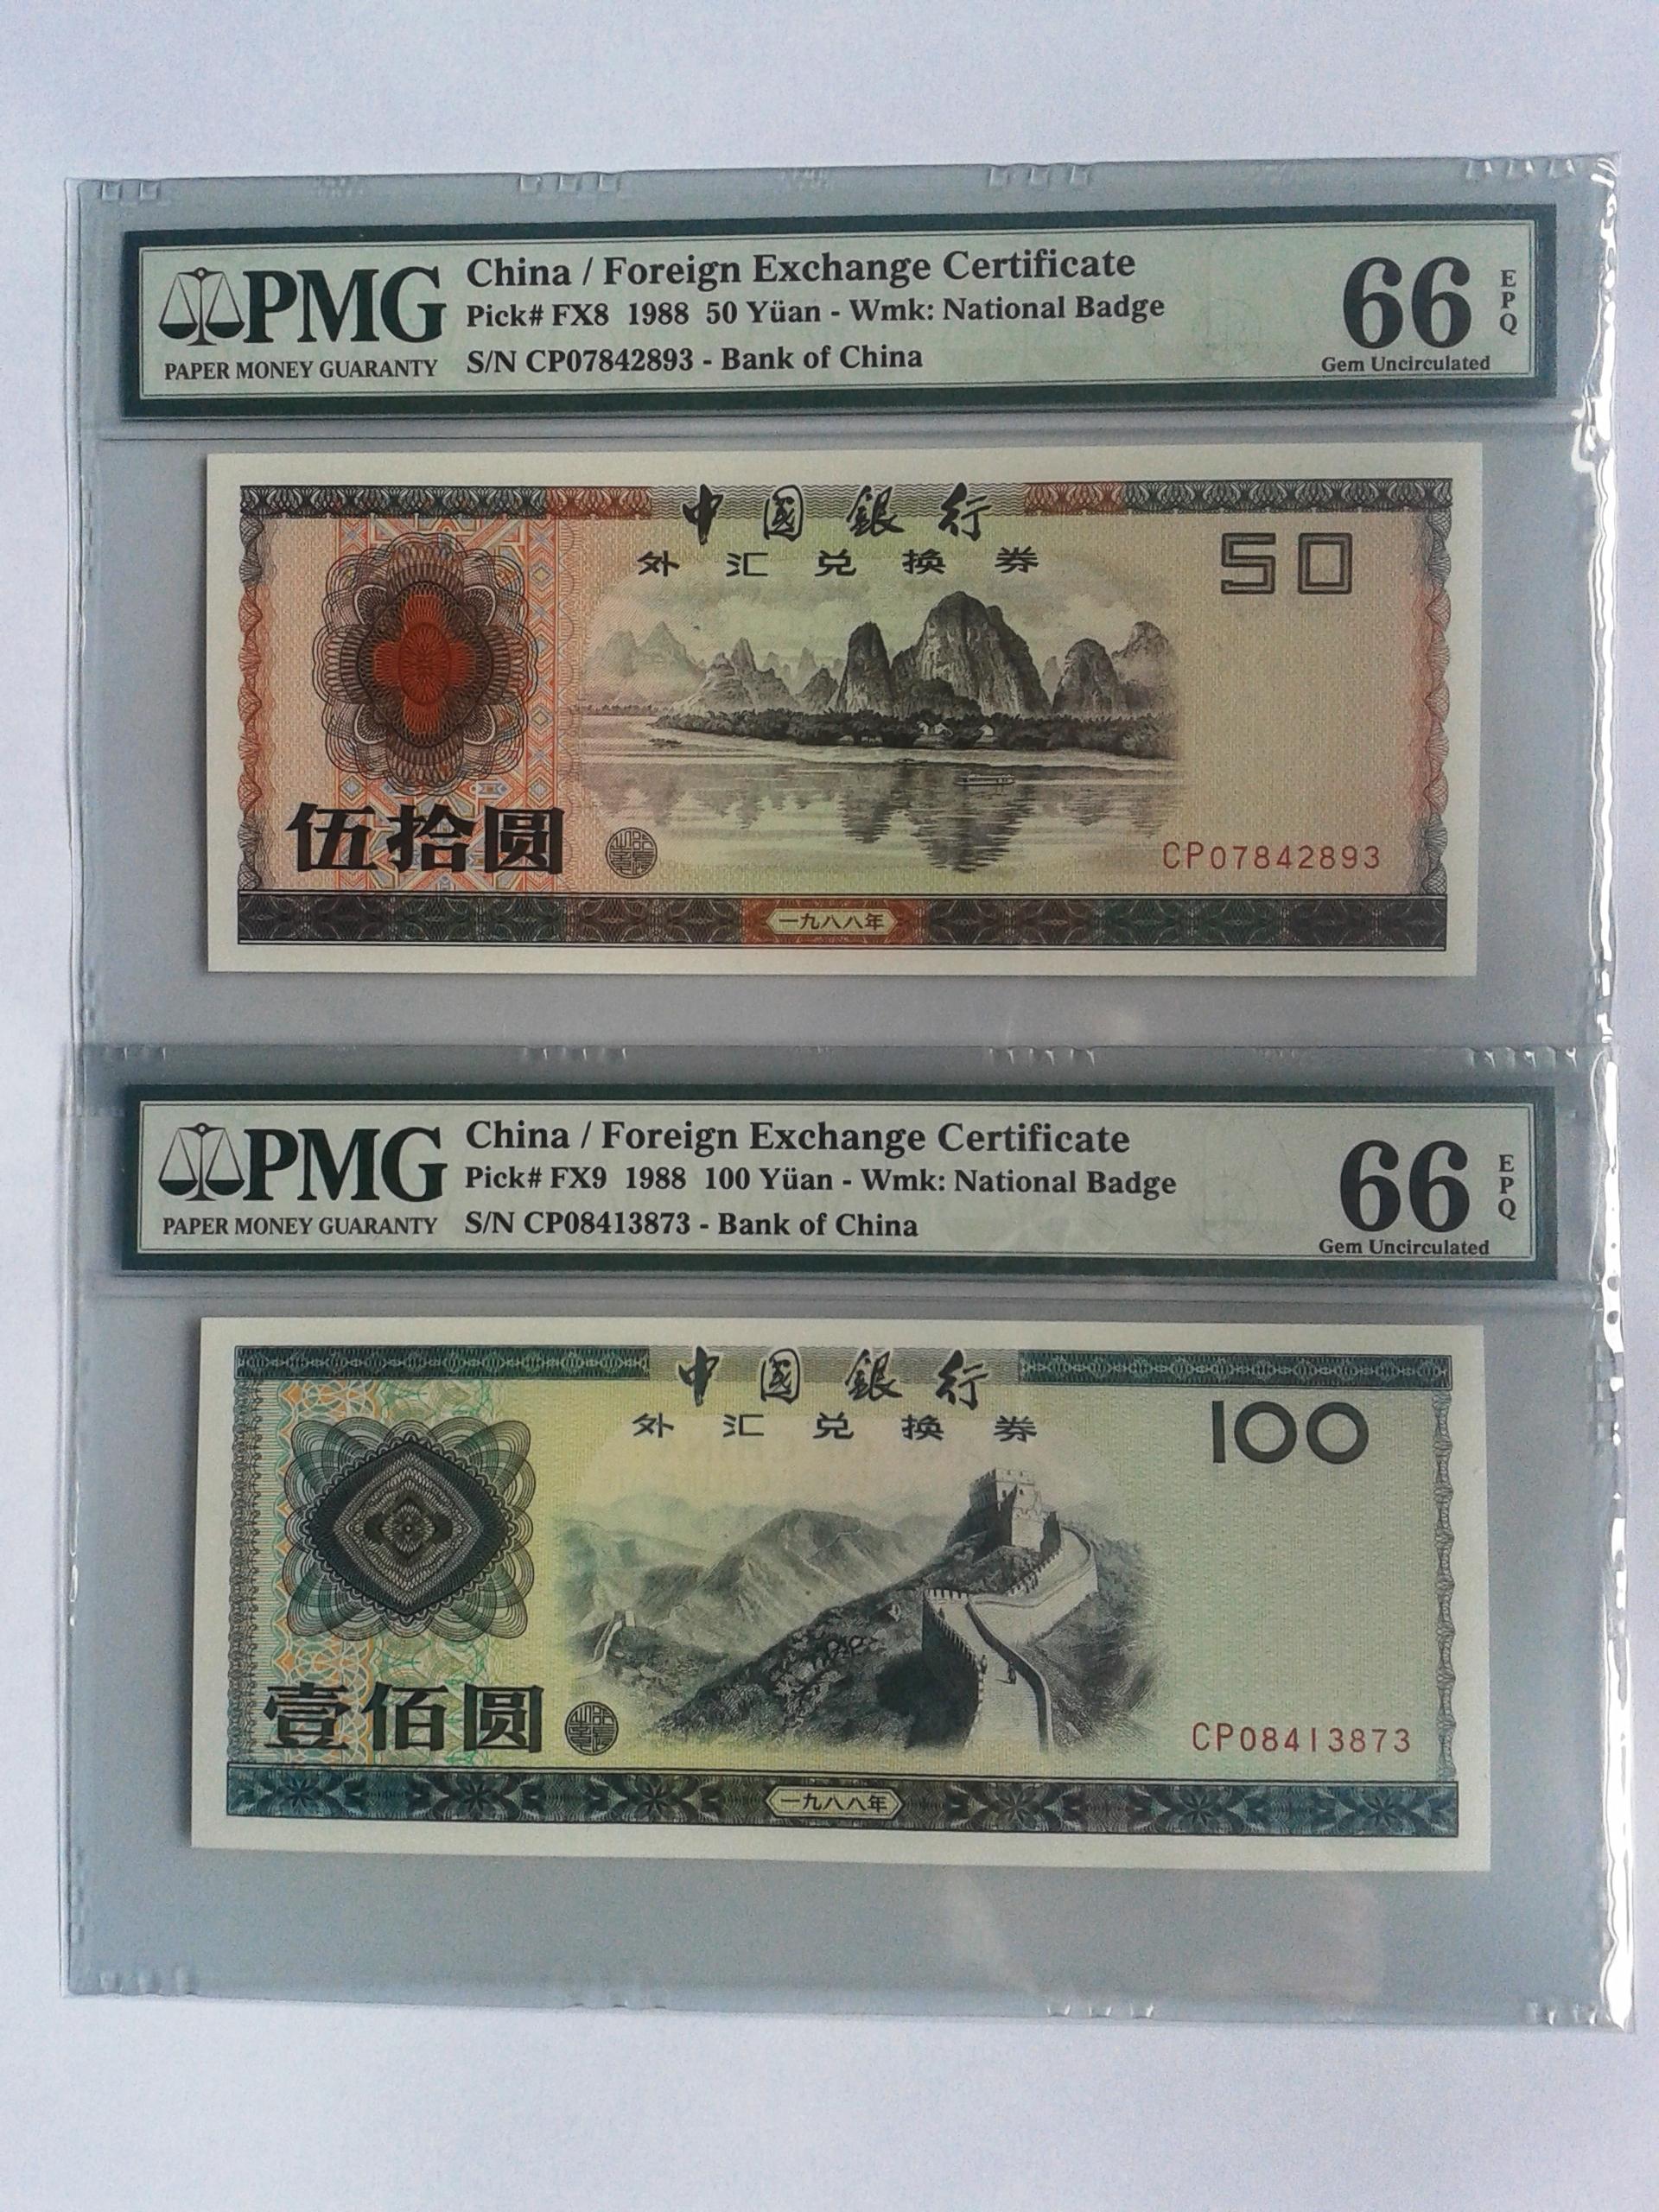 PMG
PAPER MONEY GUARANTY
China / Foreign Exchange Certificate
Pick# FX8 1988 50 Yüan - Wmk: National Badge
S/N CP07842893 - Bank of China
66
EPQ
Gem Uncirculated
中國銀行
外汇兑换券
50
伍拾圆
CP07842893
一九八八年
PMG
PAPER MONEY GUARANTY
China / Foreign Exchange Certificate
Pick# FX9 1988 100 Yüan - Wmk: National Badge
S/N CP08413873 - Bank of China
66
EPQ
Gem Uncirculated
中國銀行
外汇兑换券
100
壹佰圆
CP08413873
一九八八年